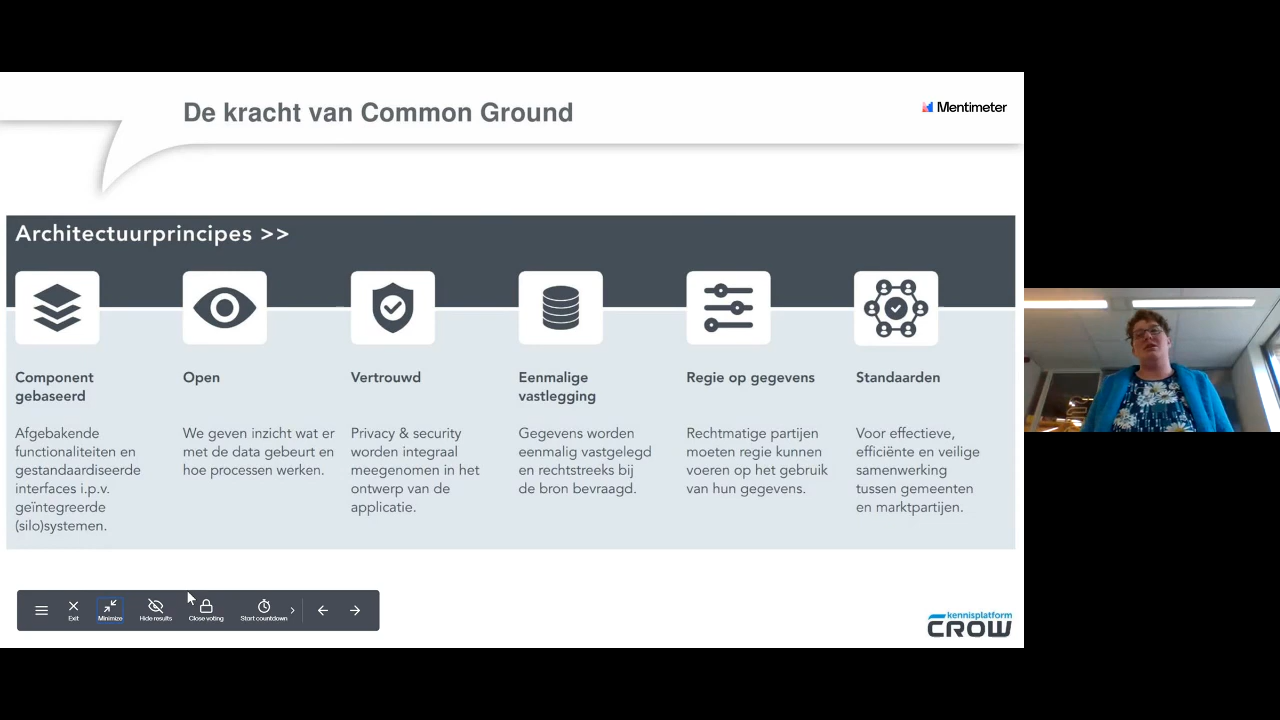 De kracht van Common Ground
Mentimeter
Architectuurprincipes >>
Component
gebaseerd
Afgebakende
functionaliteiten en
gestandaardiseerde
interfaces i.p.v.
geïntegreerde
(silo)systemen.
Open
We geven inzicht wat er
met de data gebeurt en
hoe processen werken.
Vertrouwd
Privacy & security
worden integraal
meegenomen in het
ontwerp van de
applicatie.
Eenmalige
vastlegging
Gegevens worden
eenmalig vastgelegd
en rechtstreeks bij
de bron bevraagd.
Regie op gegevens
Rechtmatige partijen
moeten regie kunnen
voeren op het gebruik
van hun gegevens.
Standaarden
Voor effectieve,
efficiënte en veilige
samenwerking
tussen gemeenten
en marktpartijen.
Exit
Minimize
Hide results
Close voting
Start countdown
kennisplatform
CROW